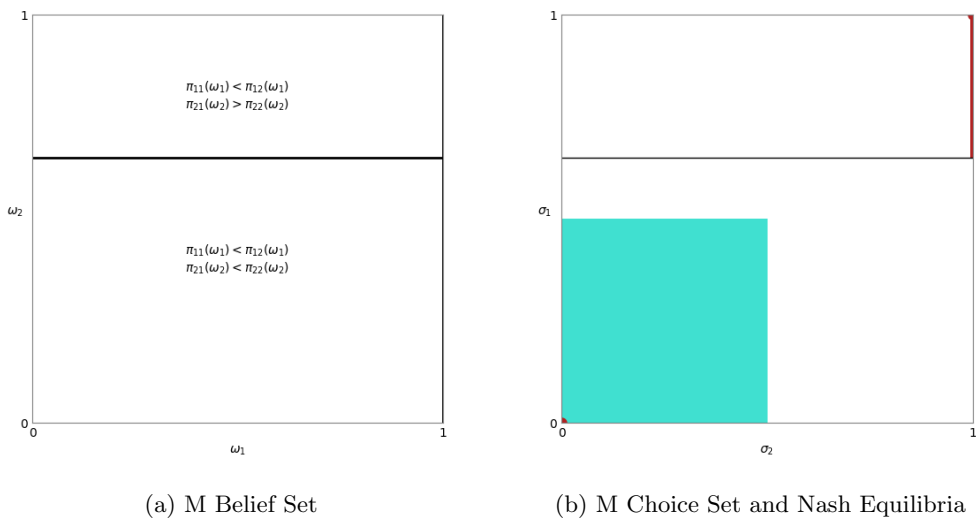 1
π₁₁(ω₁) < π₁₂(ω₁)
π₂₁(ω₂) > π₂₂(ω₂)
ω₂
π₁₁(ω₁) < π₁₂(ω₁)
π₂₁(ω₂) < π₂₂(ω₂)
0
0
1
ω₁
(a) M Belief Set
1
σ₁
0
0
1
σ₂
(b) M Choice Set and Nash Equilibria